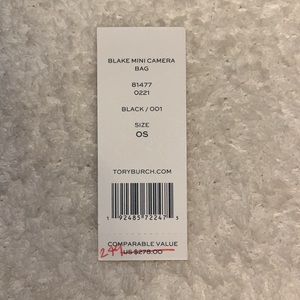 BLAKE MINI CAMERA
BAG
81477
0221
BLACK / 001
SIZE
OS
TORYBURCH.COM
1 92485 72247 3
COMPARABLE VALUE
US $278.00